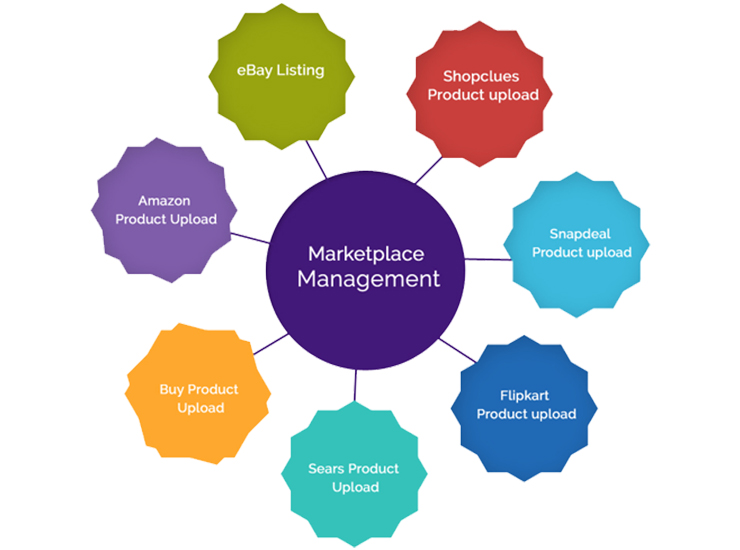 eBay Listing
Shopclues
Product upload
Amazon
Product Upload
Snapdeal
Product upload
Marketplace
Management
Buy Product
Upload
Flipkart
Product upload
Sears Product
Upload